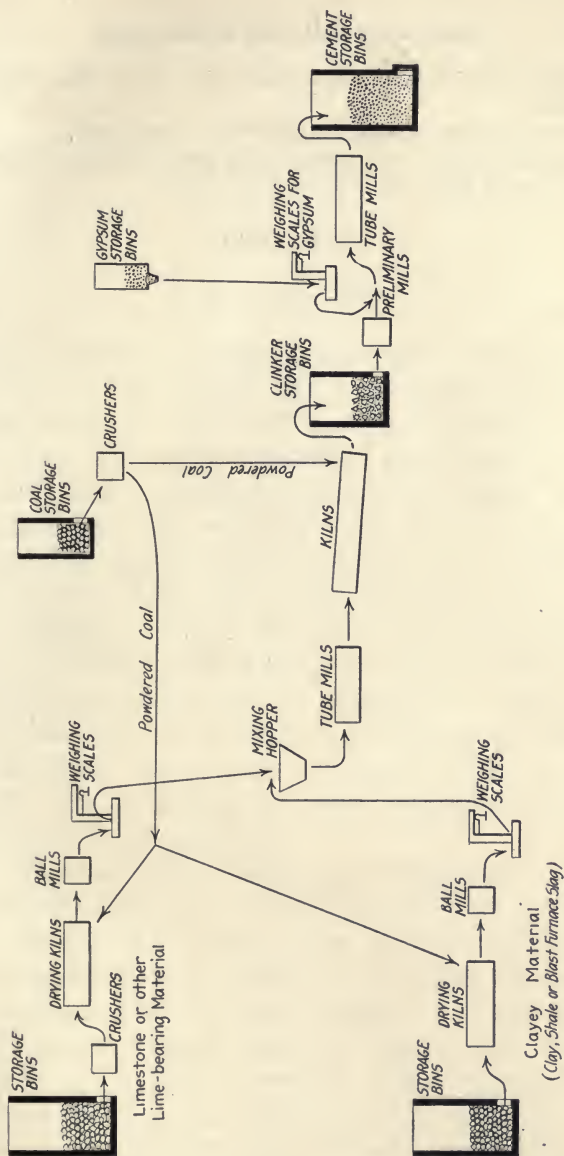 STORAGE
BINS
CRUSHERS
Limestone or other
Lime-bearing Material
DRYING KILNS
BALL
MILLS
WEIGHING
SCALES
Powdered Coal
COAL
STORAGE
BINS
CRUSHERS
Powdered Coal
GYPSUM
STORAGE
BINS
WEIGHING
SCALES FOR
GYPSUM
CEMENT
STORAGE
BINS
MIXING
HOPPER
TUBE MILLS
KILNS
CLINKER
STORAGE
BINS
PRELIMINARY
MILLS
TUBE MILLS
STORAGE
BINS
DRYING
KILNS
BALL
MILLS
WEIGHING
SCALES
Clayey Material
(Clay, Shale or Blast Furnace Slag)